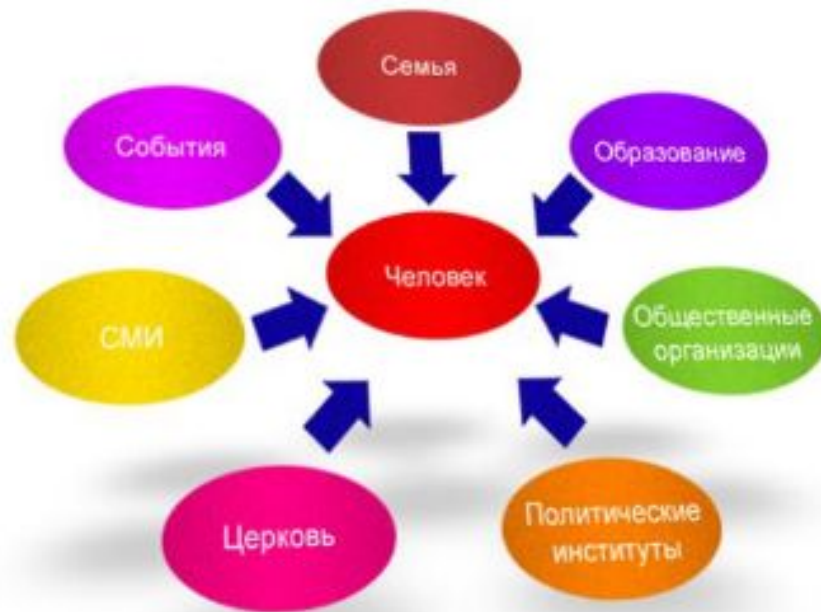 Семья
События
Образование
Человек
СМИ
Общественные
организации
Церковь
Политические
институты